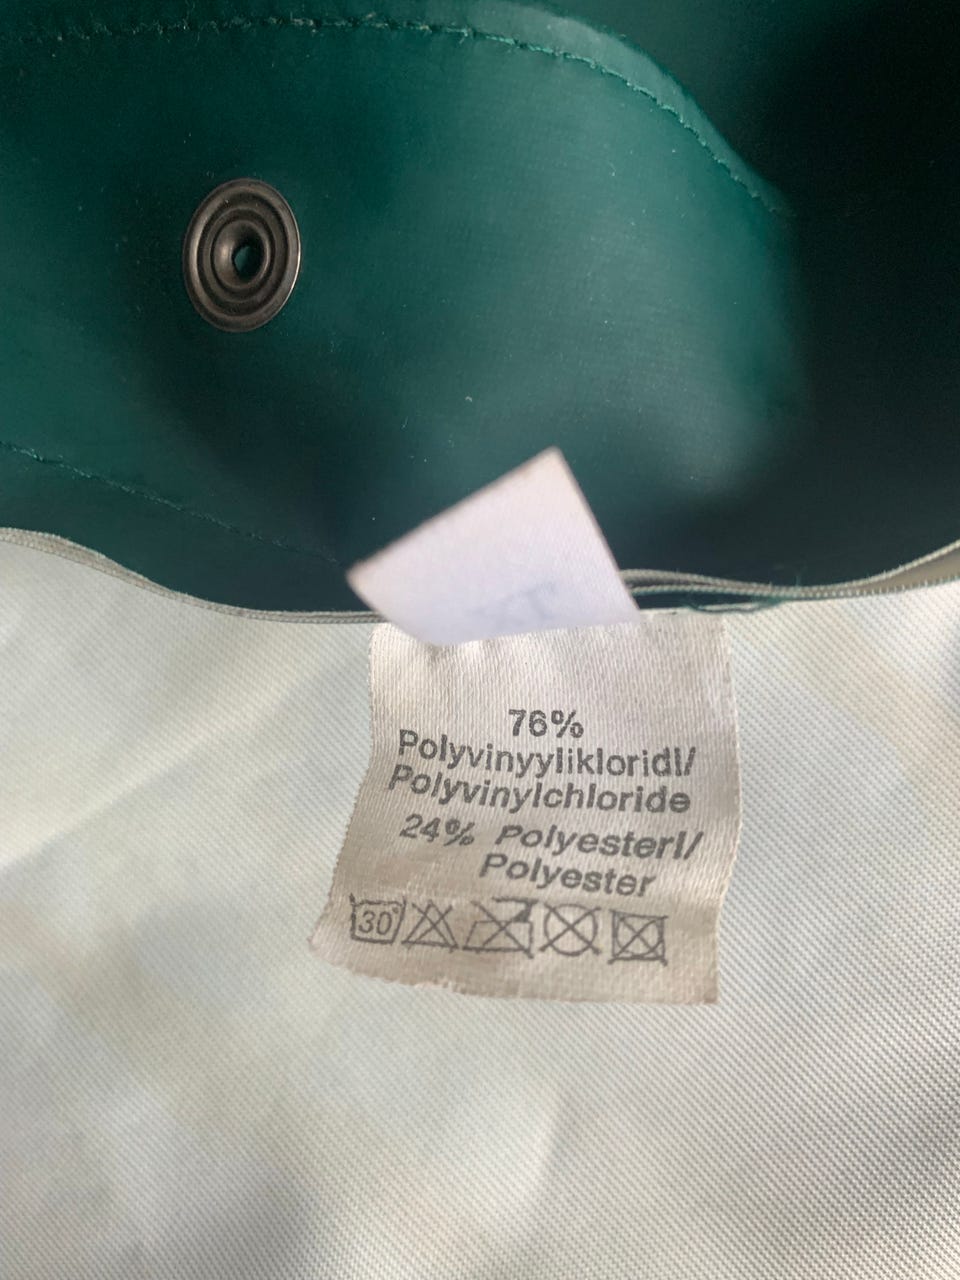 76%
Polyvinyylikloridi/
Polyvinylchloride
24% Polyesteri/
Polyester
30°